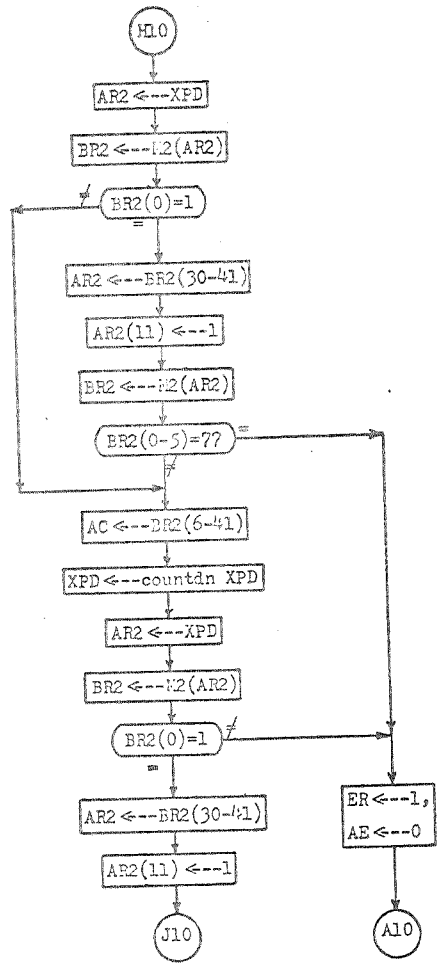 H10
AR2 <---XPD
BR2 <---M2(AR2)
≠
BR2(0)=1
=
AR2 <---BR2(30-41)
AR2(11) <---1
BR2 <---M2(AR2)
BR2(0-5)=77
=
≠
AC <---BR2(6-41)
XPD <---countdn XPD
AR2 <---XPD
BR2 <---M2(AR2)
BR2(0)=1
≠
=
AR2 <---BR2(30-41)
ER <---1,
AE <---0
AR2(11) <---1
J10
A10